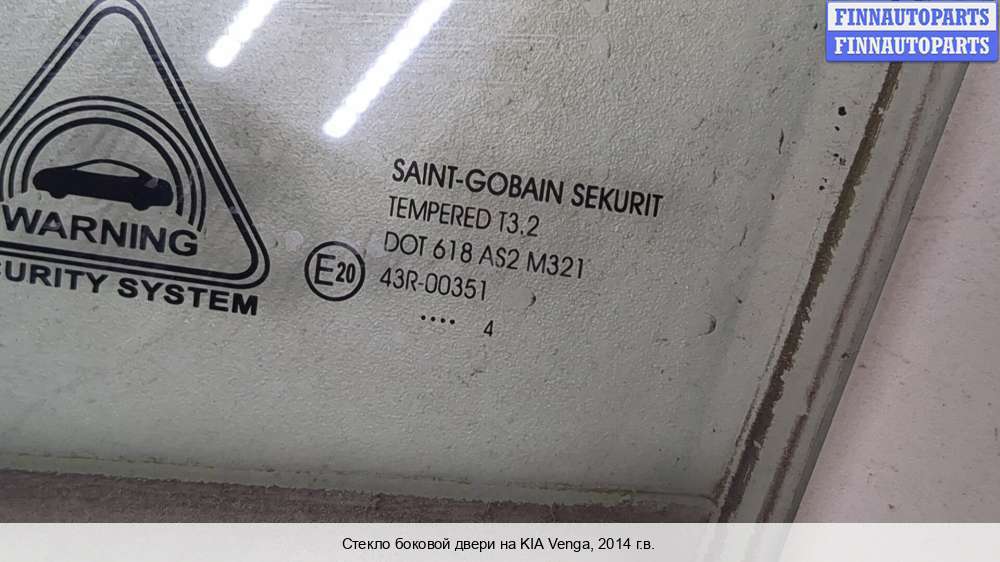 FINNAUTOPARTS
FINNAUTOPARTS
WARNING
CURITY SYSTEM
E20
SAINT-GOBAIN SEKURIT
TEMPERED T3.2
DOT 618 AS2 M321
43R-00351
.... 4
Стекло боковой двери на KIA Venga, 2014 г.в.